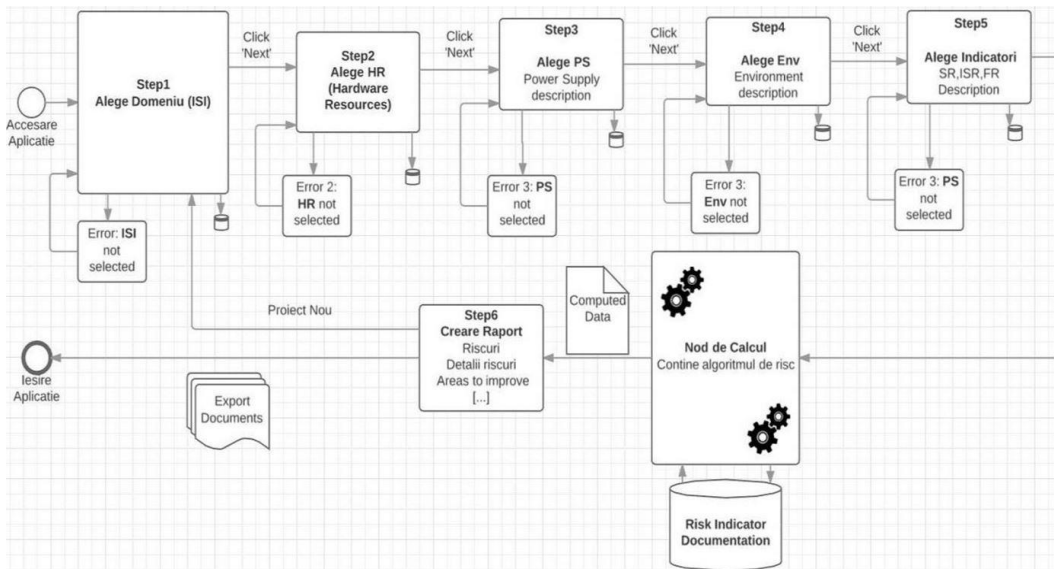 Accesare
Aplicatie
Step1
Alege Domeniu (ISI)
Error: ISI
not
selected
Click
'Next'
Step2
Alege HR
(Hardware
Resources)
Error 2:
HR not
selected
Click
'Next'
Step3
Alege PS
Power Supply
description
Error 3: PS
not
selected
Click
'Next'
Step4
Alege Env
Environment
description
Error 3:
Env not
selected
Click
'Next'
Step5
Alege Indicatori
SR,ISR,FR
Description
Error 3: PS
not
selected
Nod de Calcul
Contine algoritmul de risc
Risk Indicator
Documentation
Computed
Data
Step6
Creare Raport
Riscuri
Detalii riscuri
Areas to improve
[...]
Proiect Nou
Export
Documents
Iesire
Aplicatie